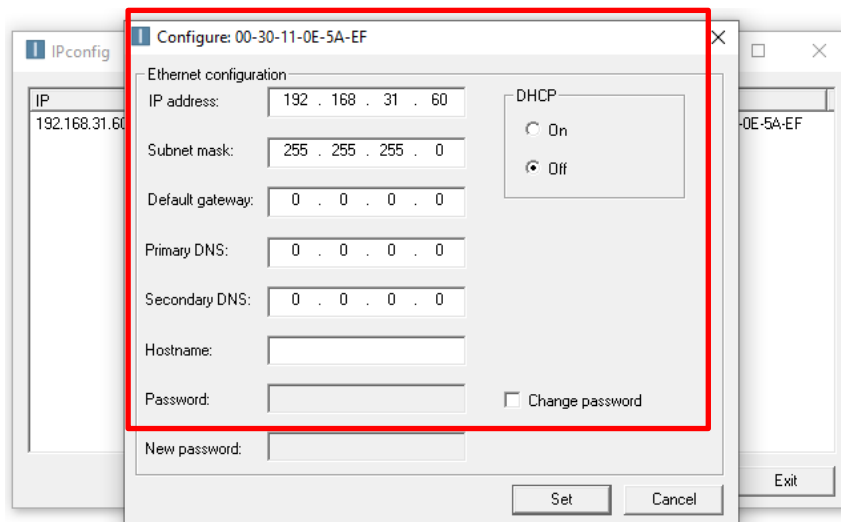 IPconfig
Configure: 00-30-11-0E-5A-EF
IP
192.168.31.60
-0E-5A-EF
Ethernet configuration
IP address: 192 . 168 . 31 . 60
DHCP
On
Off
Subnet mask: 255 . 255 . 255 . 0
Default gateway: 0 . 0 . 0 . 0
Primary DNS: 0 . 0 . 0 . 0
Secondary DNS: 0 . 0 . 0 . 0
Hostname:
Password:
Change password
New password:
Set
Cancel
Exit